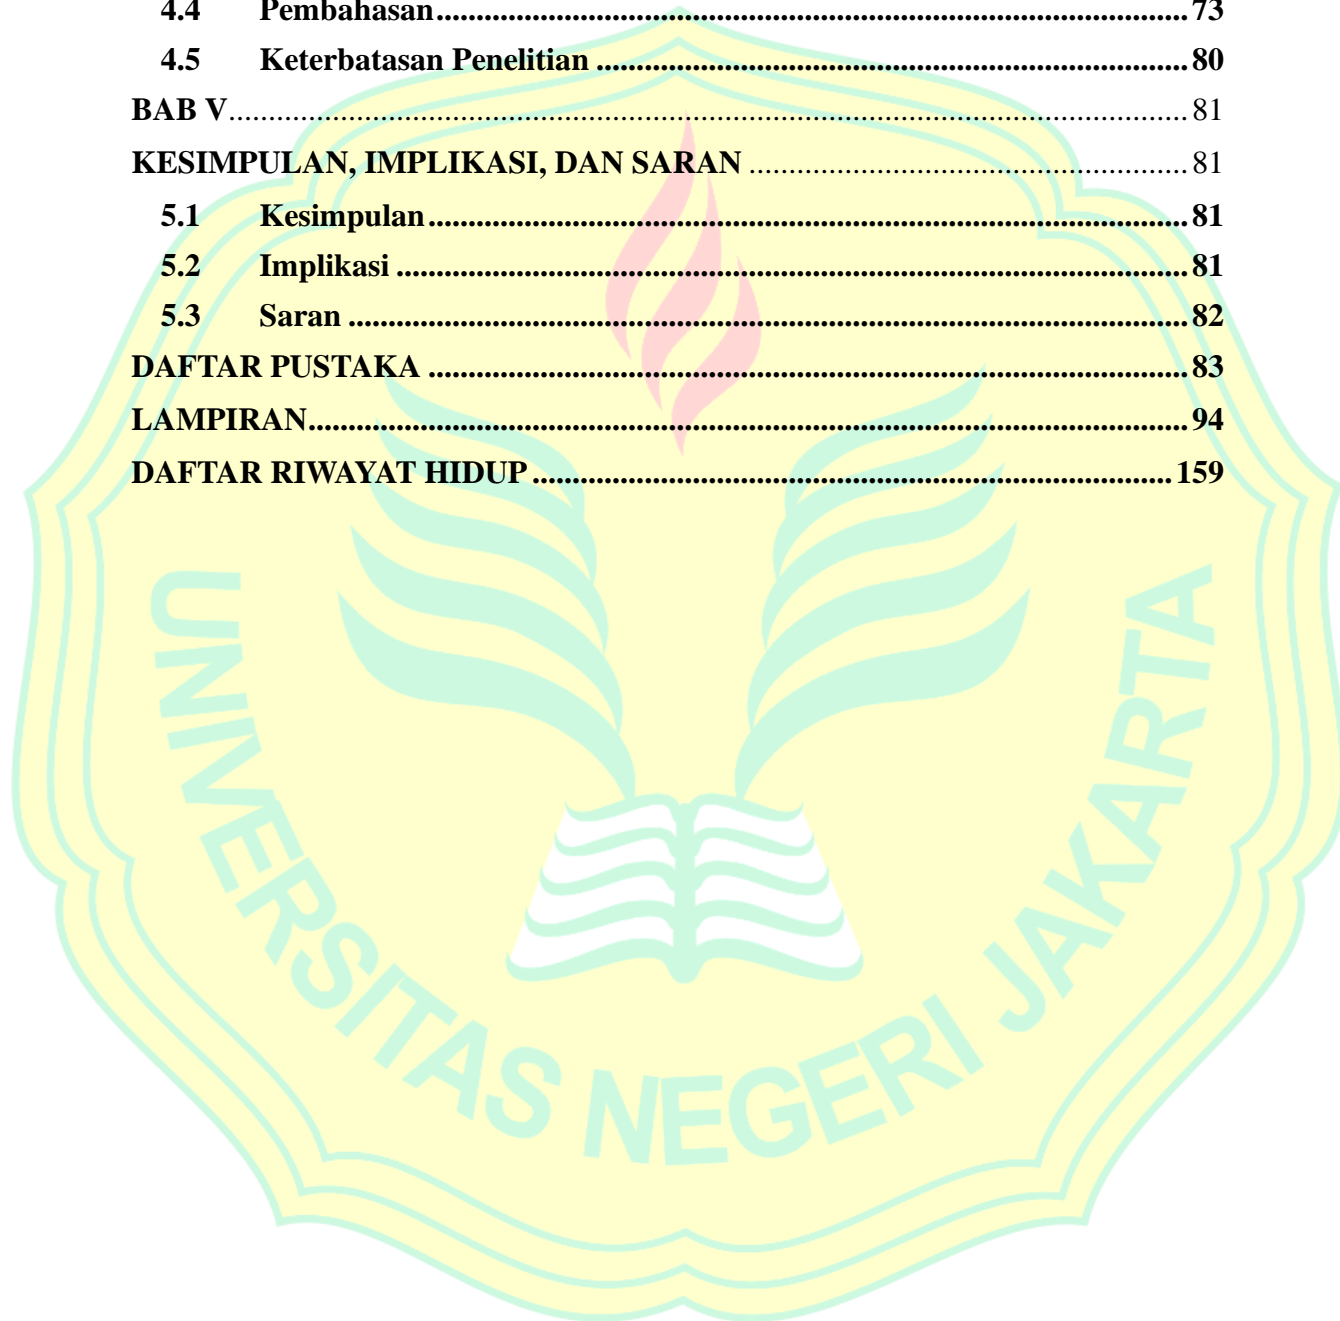 4.4 Pembahasan........................................................................................... 73
4.5 Keterbatasan Penelitian ........................................................................ 80
BAB V.................................................................................................................... 81
KESIMPULAN, IMPLIKASI, DAN SARAN ..................................................... 81
5.1 Kesimpulan............................................................................................ 81
5.2 Implikasi ................................................................................................ 81
5.3 Saran ...................................................................................................... 82
DAFTAR PUSTAKA ............................................................................................ 83
LAMPIRAN........................................................................................................... 94
DAFTAR RIWAYAT HIDUP ............................................................................. 159
UNIVERSITAS NEGERI JAKARTA